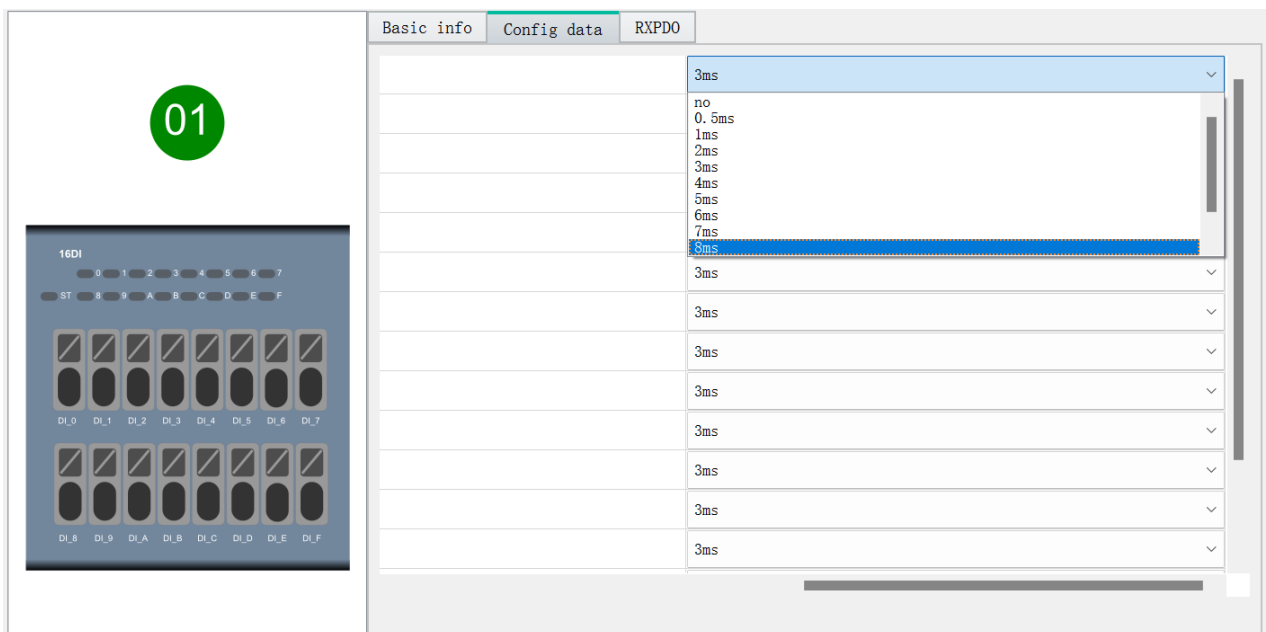 Basic info Config data RXPDO
01
16DI
0 1 2 3 4 5 6 7
ST 8 9 A B C D E F
DI_0 DI_1 DI_2 DI_3 DI_4 DI_5 DI_6 DI_7
DI_8 DI_9 DI_A DI_B DI_C DI_D DI_E DI_F
3ms
no
0.5ms
1ms
2ms
3ms
4ms
5ms
6ms
7ms
8ms
3ms
3ms
3ms
3ms
3ms
3ms
3ms
3ms